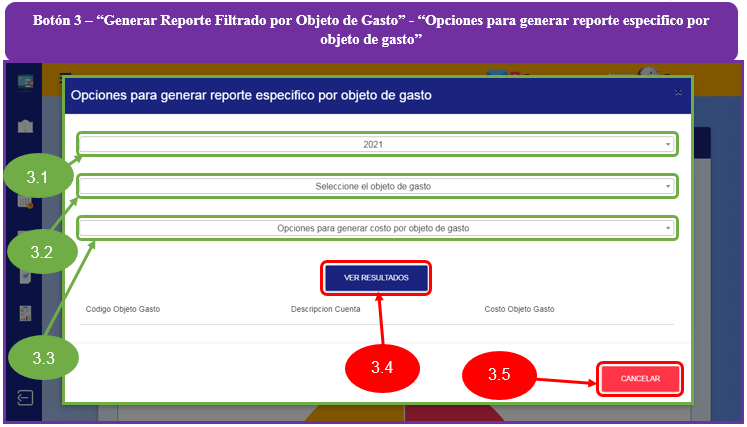 Botón 3 – “Generar Reporte Filtrado por Objeto de Gasto” - “Opciones para generar reporte especifico por
objeto de gasto”
Opciones para generar reporte especifico por objeto de gasto
×
2021
3.1
Seleccione el objeto de gasto
3.2
Opciones para generar costo por objeto de gasto
VER RESULTADOS
Codigo Objeto Gasto Descripcion Cuenta Costo Objeto Gasto
3.3
3.4
3.5
CANCELAR